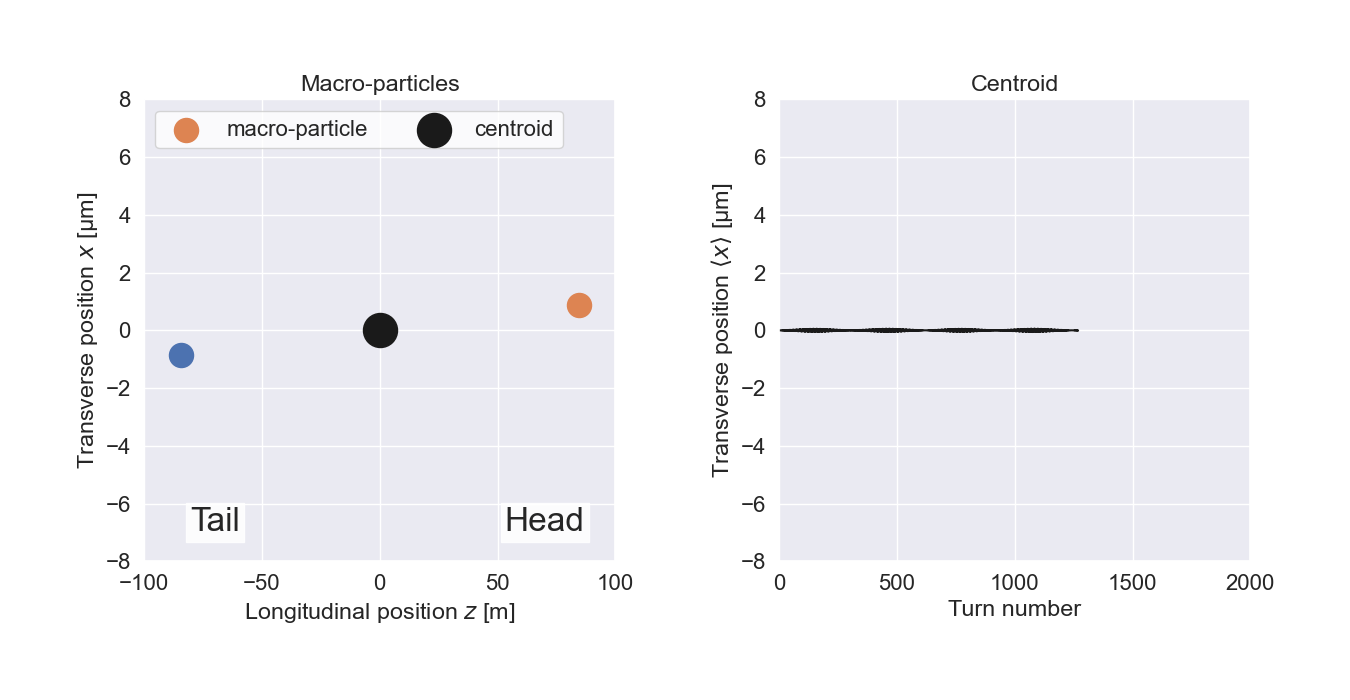 Macro-particles
8
6
4
2
0
−2
−4
−6
−8
Transverse position x [µm]
macro-particle centroid
Tail Head
−100 −50 0 50 100
Longitudinal position z [m]
Centroid
8
6
4
2
0
−2
−4
−6
−8
Transverse position ⟨x⟩ [µm]
0 500 1000 1500 2000
Turn number